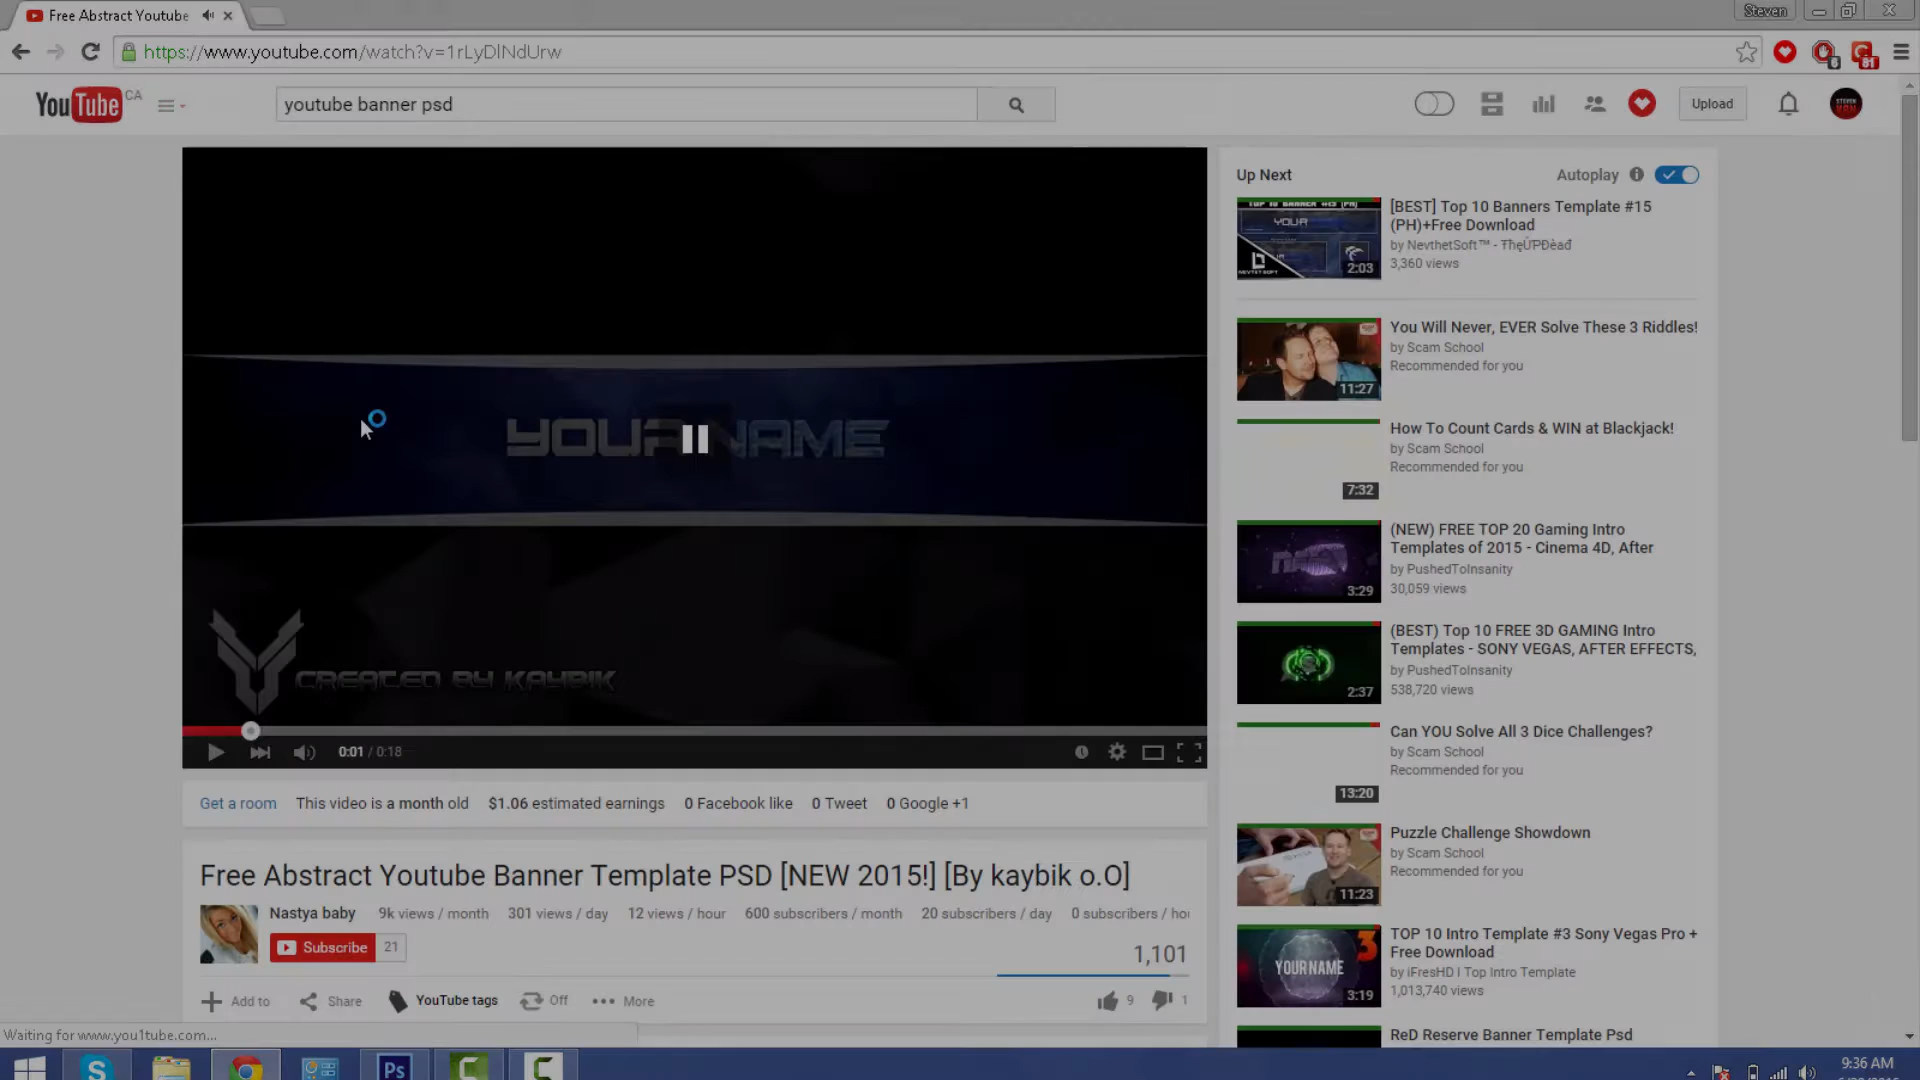 Free Abstract Youtube
Steven
https://www.youtube.com/watch?v=1rLyDlNdUrw
6
81
YouTube CA
youtube banner psd
Upload
YOUR NAME
CREATED BY KAYBIK
0:01 / 0:18
Get a room This video is a month old $1.06 estimated earnings 0 Facebook like 0 Tweet 0 Google +1
Free Abstract Youtube Banner Template PSD [NEW 2015!] [By kaybik o.O]
Nastya baby 9k views / month 301 views / day 12 views / hour 600 subscribers / month 20 subscribers / day 0 subscribers / hou
Subscribe 21
1,101
Add to Share YouTube tags Off More 9 1
Up Next Autoplay
[BEST] Top 10 Banners Template #15
(PH)+Free Download
by NevthetSoft™ -
3,360 views
YOUR
2:03
You Will Never, EVER Solve These 3 Riddles!
by Scam School
Recommended for you
11:27
How To Count Cards & WIN at Blackjack!
by Scam School
Recommended for you
7:32
(NEW) FREE TOP 20 Gaming Intro
Templates of 2015 - Cinema 4D, After
by PushedToInsanity
30,059 views
3:29
(BEST) Top 10 FREE 3D GAMING Intro
Templates - SONY VEGAS, AFTER EFFECTS,
by PushedToInsanity
538,720 views
2:37
Can YOU Solve All 3 Dice Challenges?
by Scam School
Recommended for you
13:20
Puzzle Challenge Showdown
by Scam School
Recommended for you
11:23
TOP 10 Intro Template #3 Sony Vegas Pro +
Free Download
by iFresHD I Top Intro Template
1,013,740 views
YOUR NAME
3
3:19
ReD Reserve Banner Template Psd
Waiting for www.you1tube.com...
Ps
9:36 AM